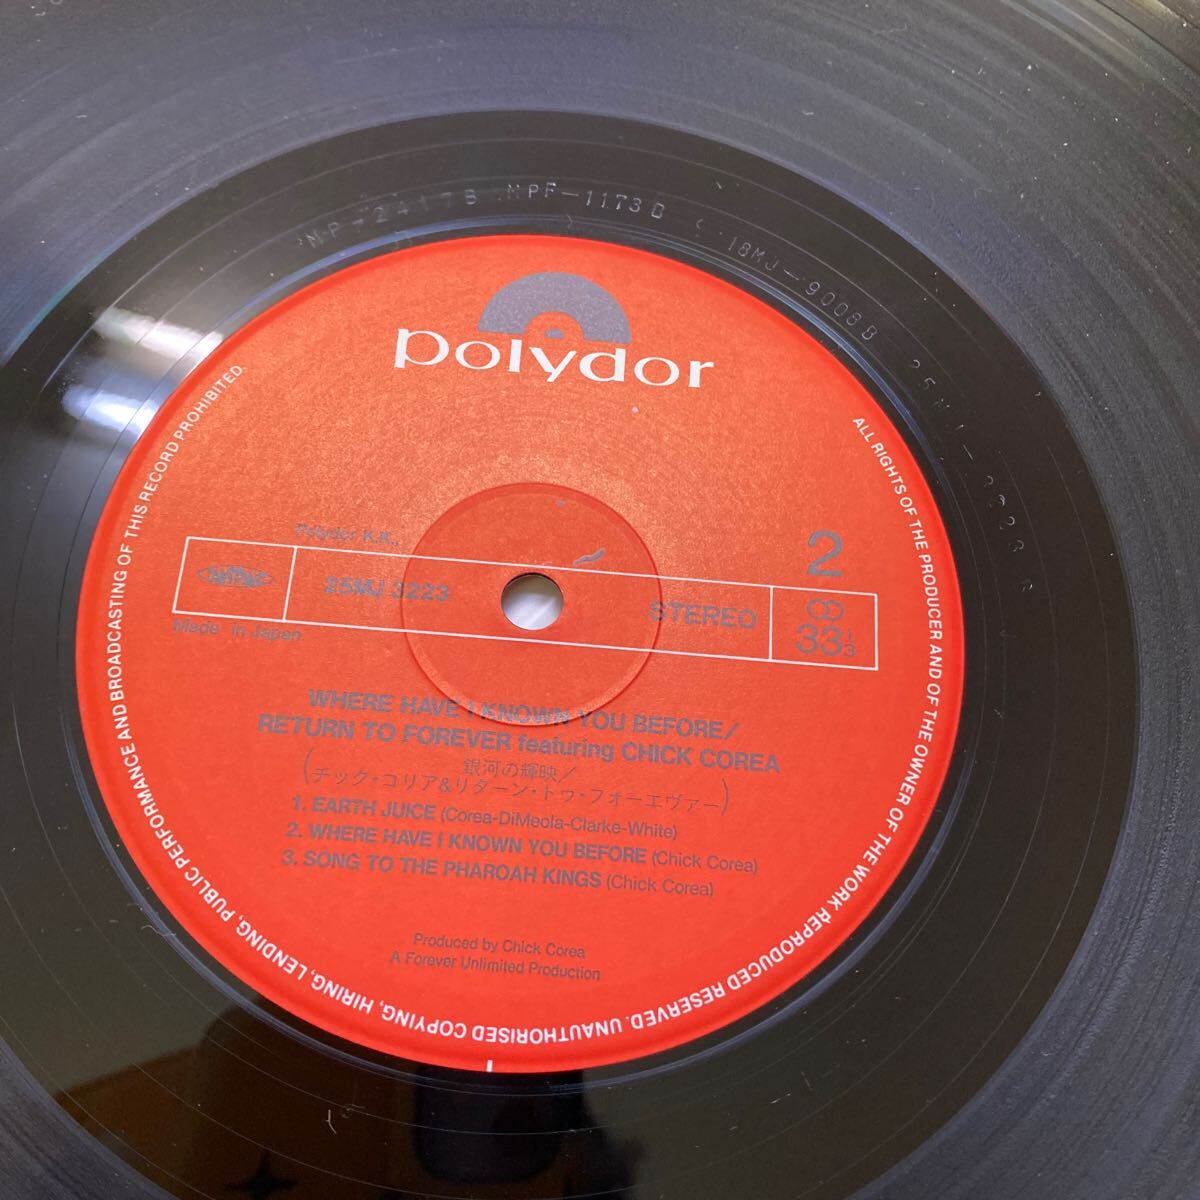 MPF-1173B
18MJ-9008B
polydor
ALL RIGHTS OF THE PRODUCER AND OF THE OWNER OF THE WORK REPRODUCED RESERVED. UNAUTHORISED COPYING, HIRING, LENDING, PUBLIC PERFORMANCE AND BROADCASTING OF THIS RECORD PROHIBITED.
Polydor K.K.,
2
25MJ 3223
STEREO
33 1/3
Made in Japan
WHERE HAVE I KNOWN YOU BEFORE/
RETURN TO FOREVER featuring CHICK COREA
(銀河の輝映/
チック・コリア&リターン・トゥ・フォーエヴァー)
1. EARTH JUICE (Corea-DiMeola-Clarke-White)
2. WHERE HAVE I KNOWN YOU BEFORE (Chick Corea)
3. SONG TO THE PHAROAH KINGS (Chick Corea)
Produced by Chick Corea
A Forever Unlimited Production